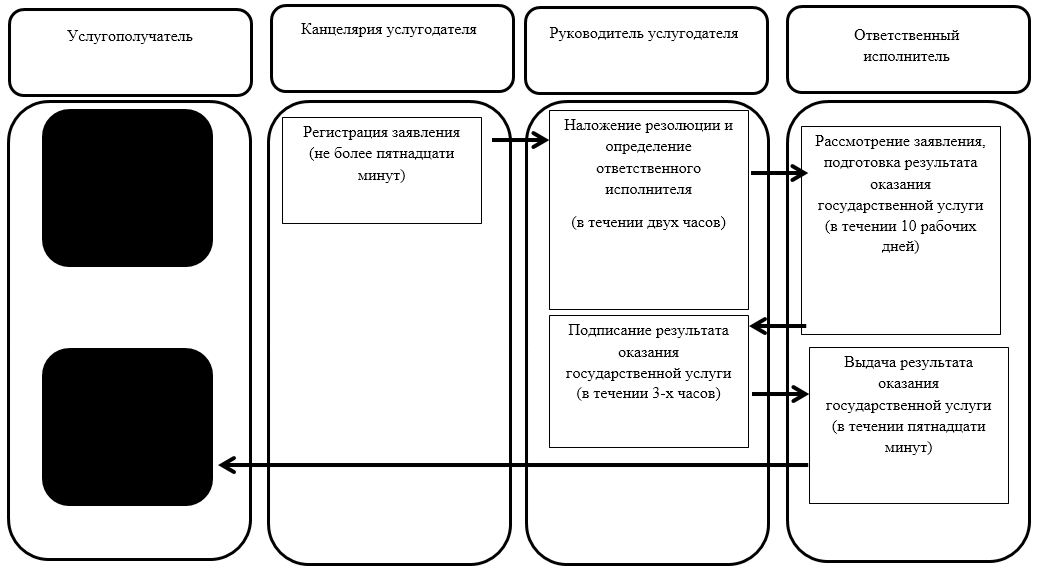 Услугополучатель
Канцелярия услугодателя
Руководитель услугодателя
Ответственный
исполнитель
Регистрация заявления
(не более пятнадцати
минут)
Наложение резолюции и
определение
ответственного
исполнителя
(в течении двух часов)
Рассмотрение заявления,
подготовка результата
оказания
государственной услуги
(в течении 10 рабочих
дней)
Подписание результата
оказания
государственной услуги
(в течении 3-х часов)
Выдача результата
оказания
государственной услуги
(в течении пятнадцати
минут)